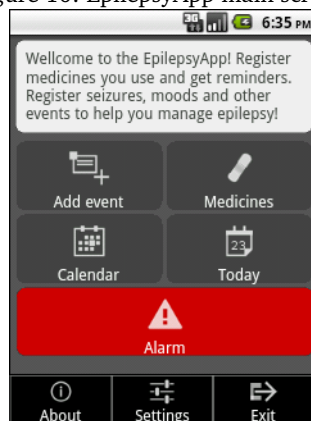 6:35 PM
Wellcome to the EpilepsyApp! Register
medicines you use and get reminders.
Register seizures, moods and other
events to help you manage epilepsy!
Add event Medicines
23
Calendar Today
Alarm
About Settings Exit